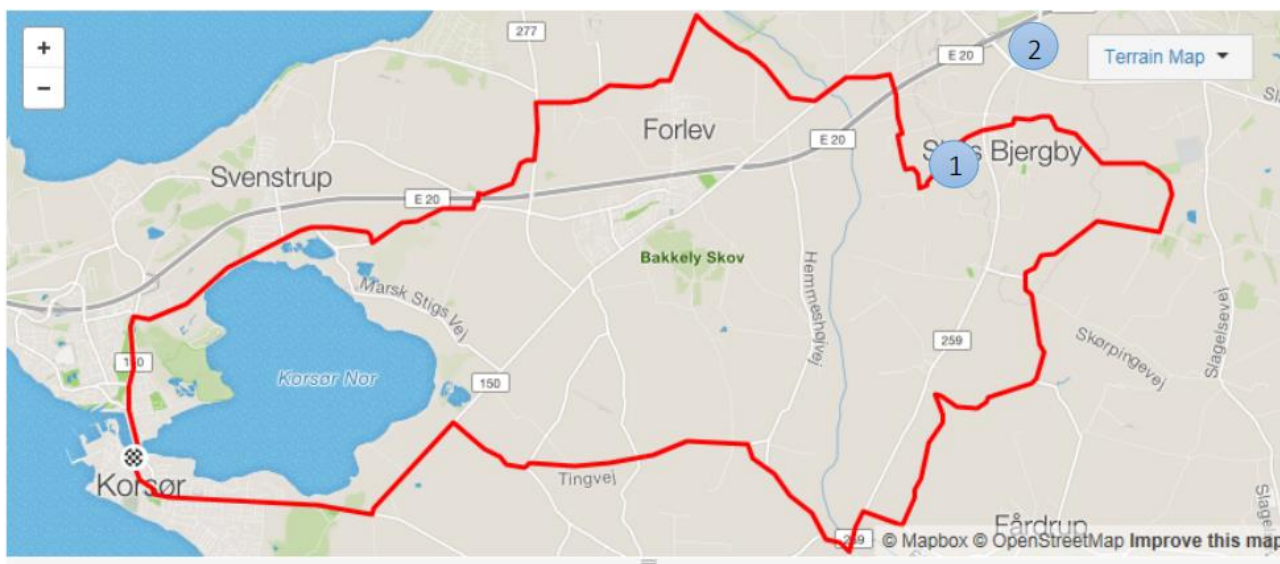 +
−
277
E 20
2
Terrain Map
Forlev
E 20
1
Bjergby
Svenstrup
E 20
Bakkely Skov
Marsk Stigs Vej
Hemmeshøjvej
Slagelsevej
Skørpingevej
259
Korsør Nor
150
150
Korsør
Tingvej
Fårdrup
259
© Mapbox © OpenStreetMap Improve this map